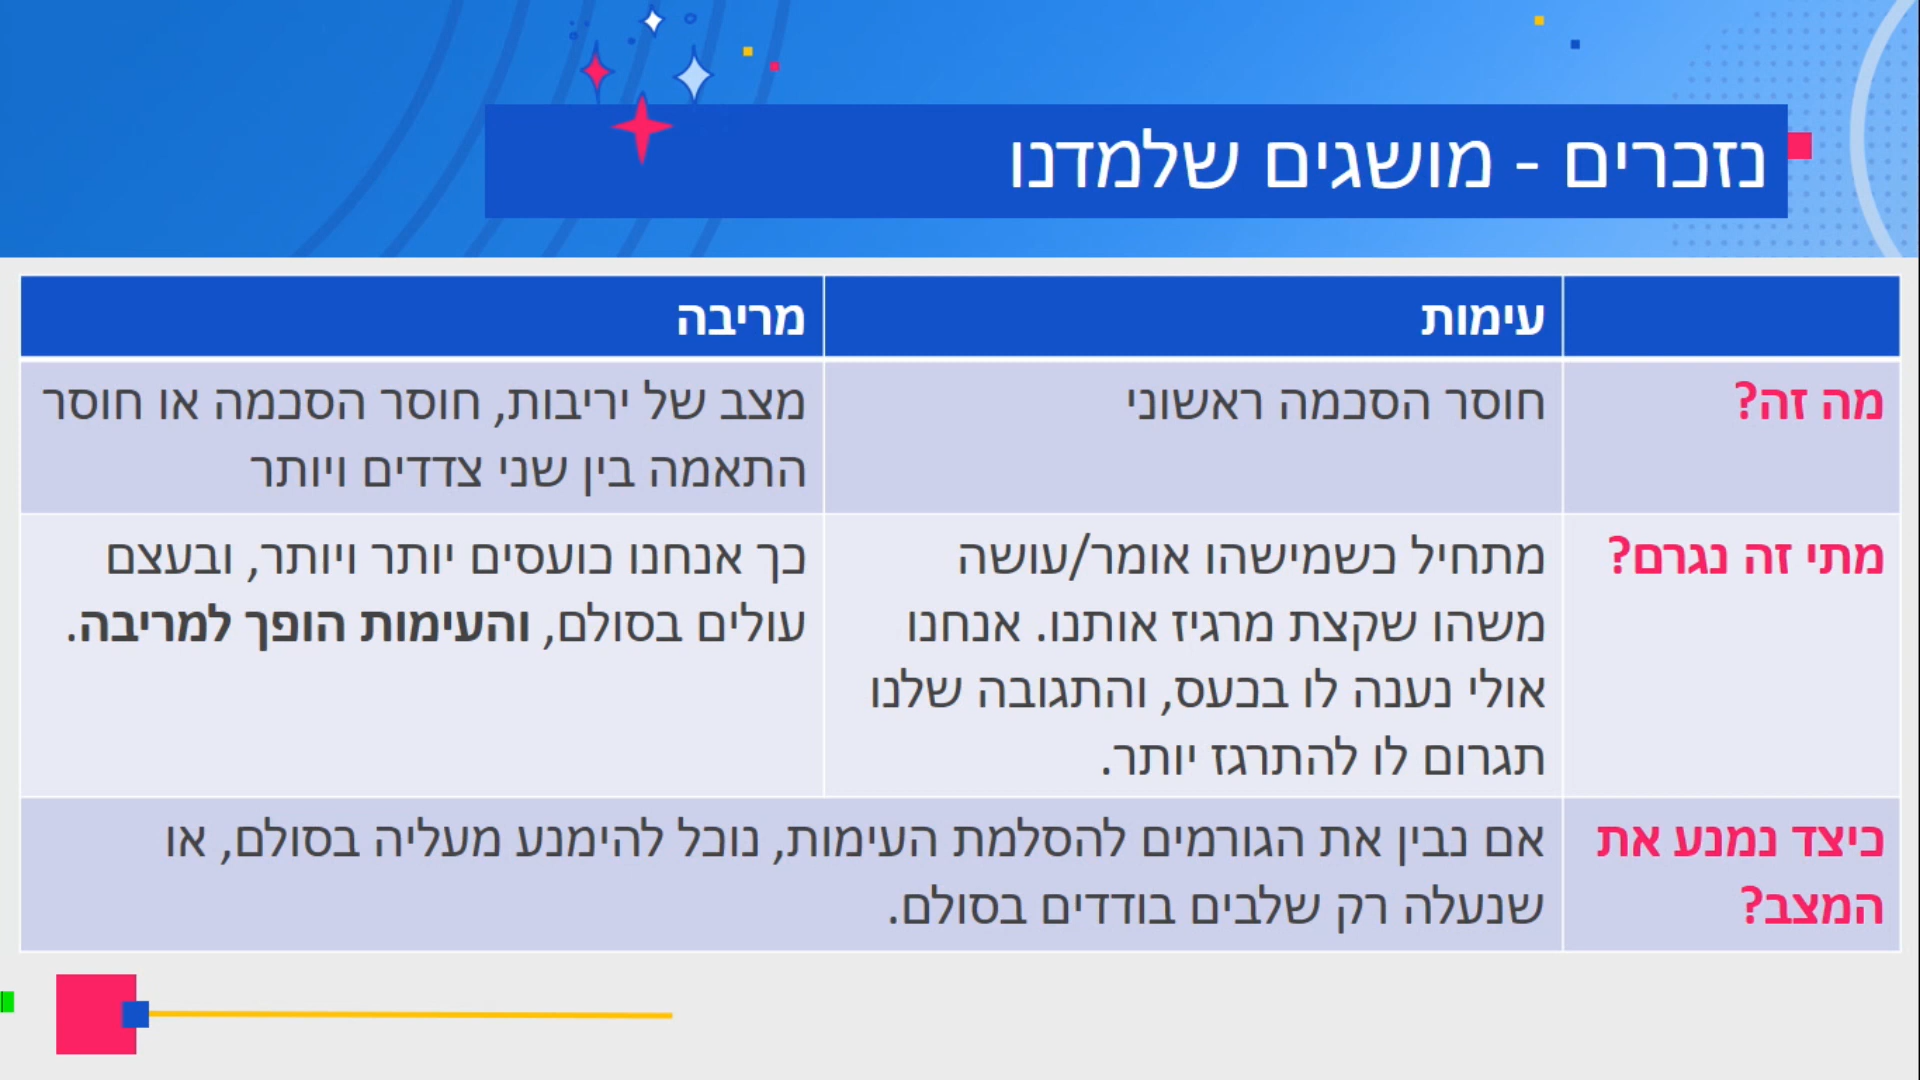 נזכרים - מושגים שלמדנו
עימות
מריבה
מה זה?
חוסר הסכמה ראשוני
מצב של יריבות, חוסר הסכמה או חוסר
התאמה בין שני צדדים ויותר
מתי זה נגרם?
מתחיל כשמישהו אומר/עושה
משהו שקצת מרגיז אותנו. אנחנו
אולי נענה לו בכעס, והתגובה שלנו
תגרום לו להתרגז יותר.
כך אנחנו כועסים יותר ויותר, ובעצם
עולים בסולם, והעימות הופך למריבה.
כיצד נמנע את
המצב?
אם נבין את הגורמים להסלמת העימות, נוכל להימנע מעליה בסולם, או
שנעלה רק שלבים בודדים בסולם.